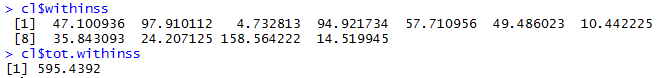 > cl$withinss
[1] 47.100936 97.910112 4.732813 94.921734 57.710956 49.486023 10.442225
[8] 35.843093 24.207125 158.564222 14.519945
> cl$tot.withinss
[1] 595.4392